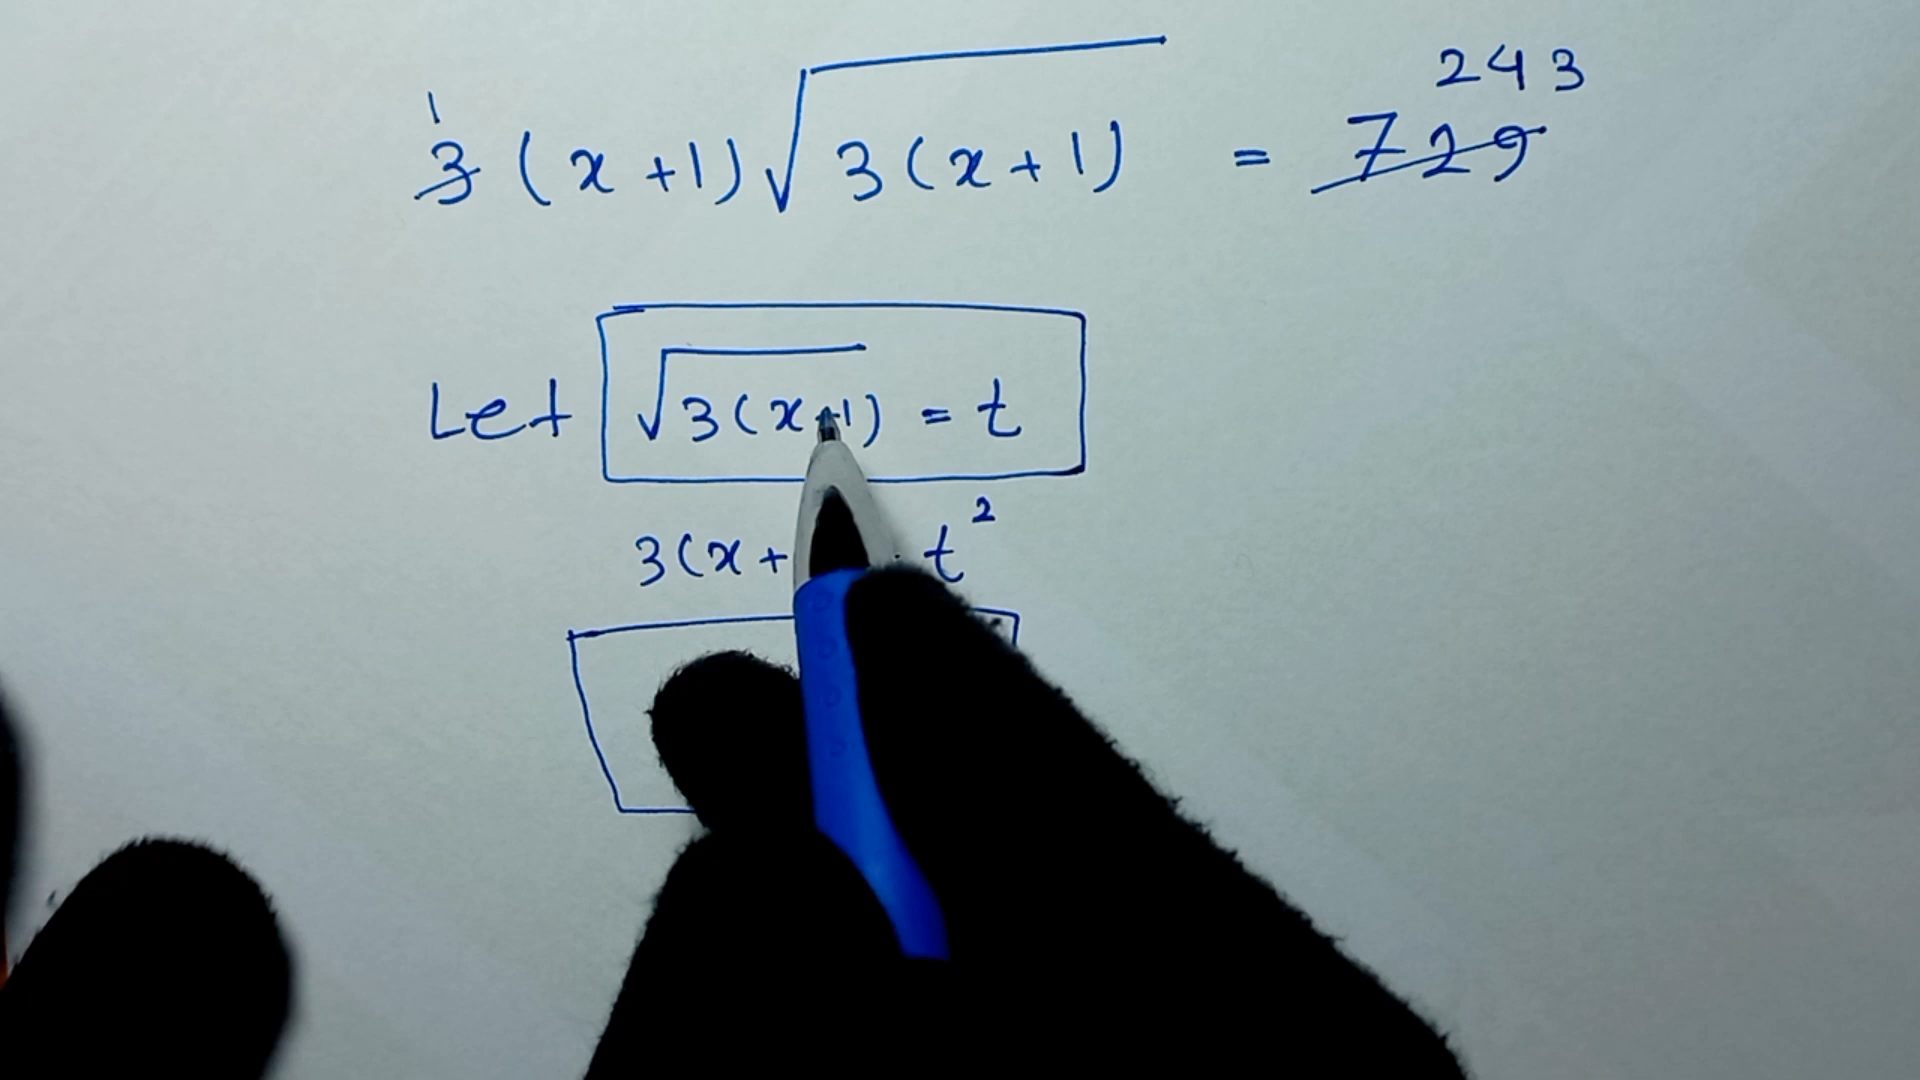 1 243
3 (x+1) √3(x+1) = 729
Let √3(x+1) = t
3(x+ t²